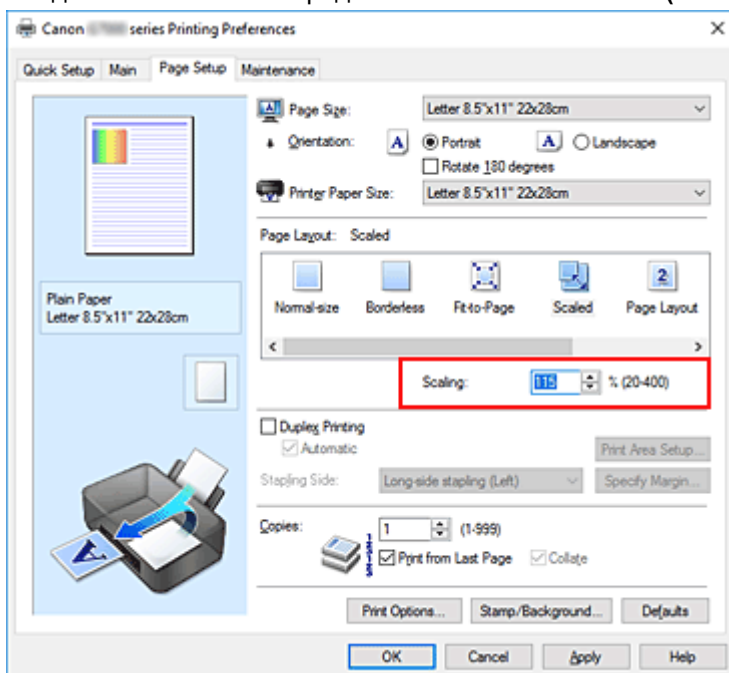 Canon series Printing Preferences
Quick Setup Main Page Setup Maintenance
Page Size: Letter 8.5"x11" 22x28cm
Orientation: A Portrait A Landscape
Rotate 180 degrees
Printer Paper Size: Letter 8.5"x11" 22x28cm
Page Layout: Scaled
Normal-size Borderless Fit-to-Page Scaled 2 Page Layout
Plain Paper
Letter 8.5"x11" 22x28cm
Scaling: 115 % (20-400)
Duplex Printing
Automatic
Print Area Setup...
Stapling Side: Long-side stapling (Left) Specify Margin...
Copies: 1 (1-999)
Print from Last Page Collate
A
Print Options... Stamp/Background... Defaults
OK Cancel Apply Help